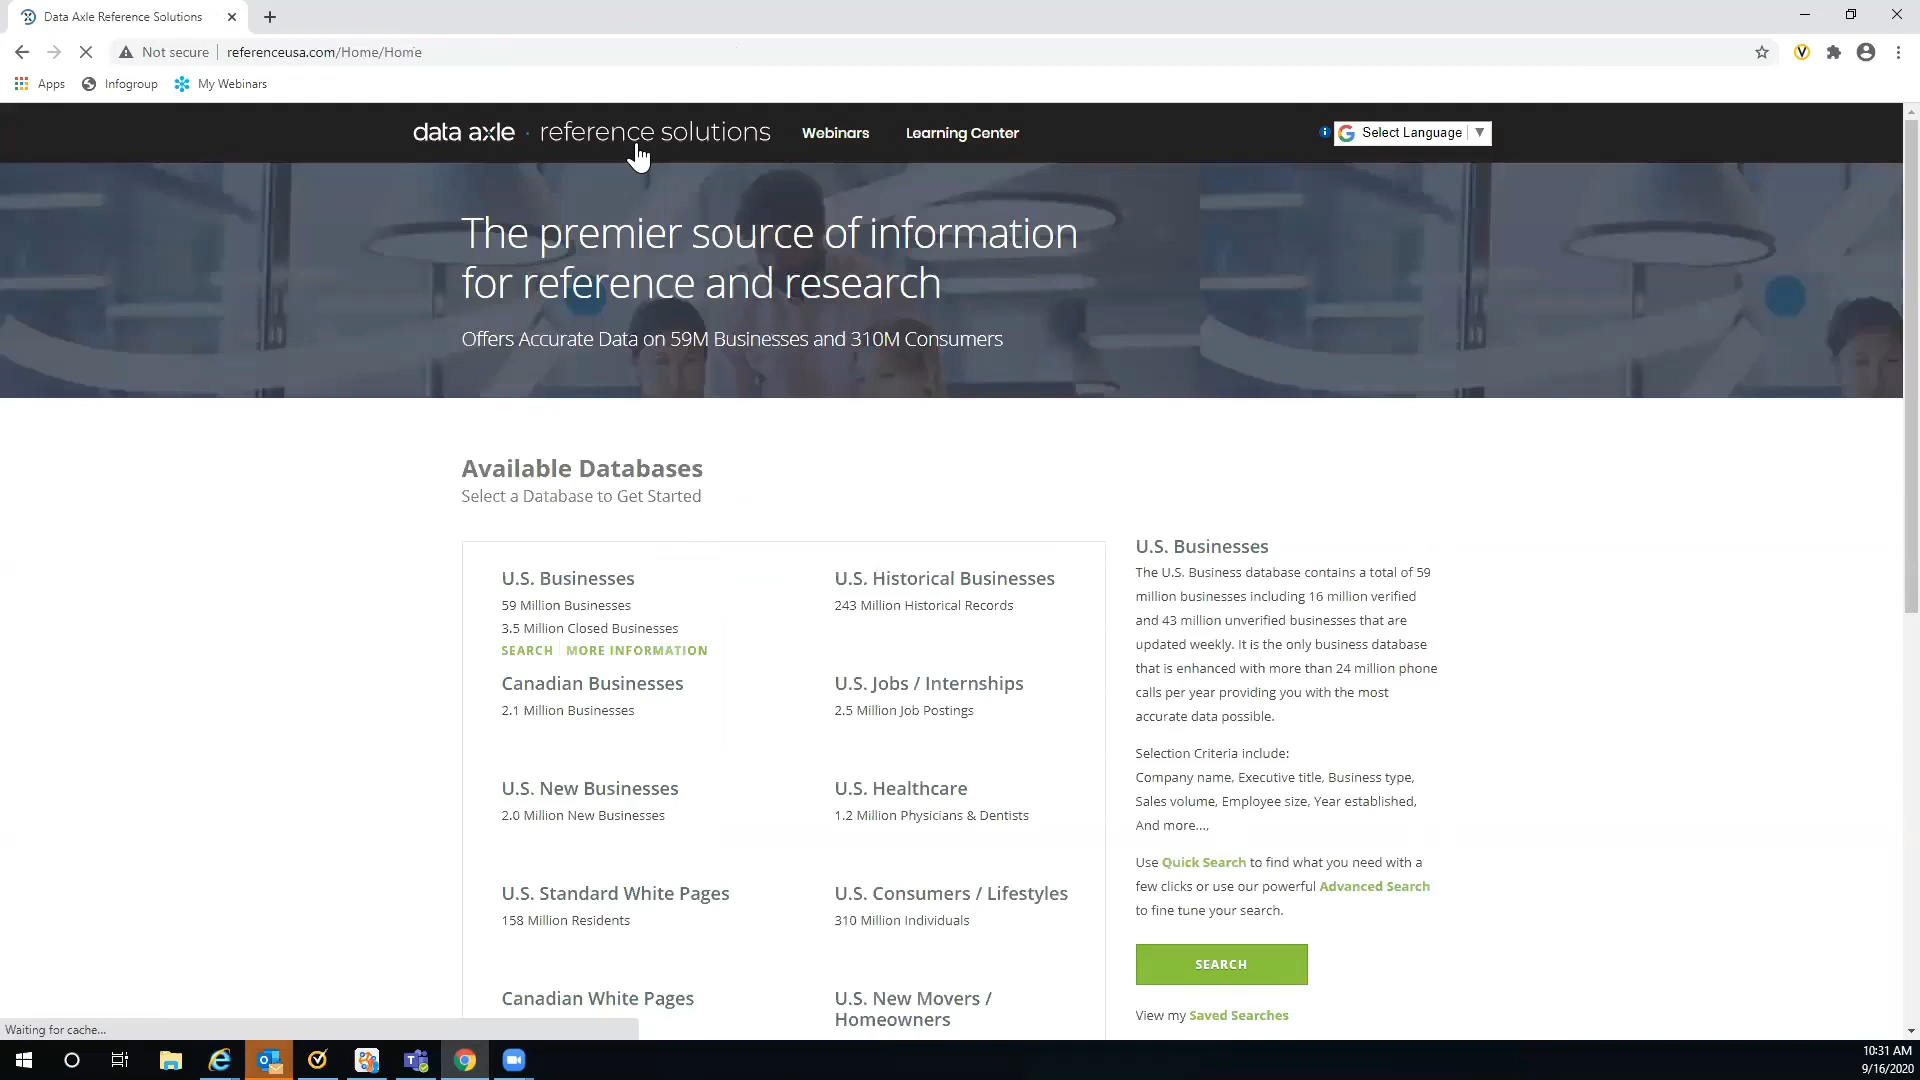 Data Axle Reference Solutions
Not secure referenceusa.com/Home/Home
Apps Infogroup My Webinars
data axle · reference solutions Webinars Learning Center Select Language ▼
The premier source of information
for reference and research
Offers Accurate Data on 59M Businesses and 310M Consumers
Available Databases
Select a Database to Get Started
U.S. Businesses
59 Million Businesses
3.5 Million Closed Businesses
SEARCH MORE INFORMATION
U.S. Historical Businesses
243 Million Historical Records
Canadian Businesses
2.1 Million Businesses
U.S. Jobs / Internships
2.5 Million Job Postings
U.S. New Businesses
2.0 Million New Businesses
U.S. Healthcare
1.2 Million Physicians & Dentists
U.S. Standard White Pages
158 Million Residents
U.S. Consumers / Lifestyles
310 Million Individuals
Canadian White Pages
U.S. New Movers /
Homeowners
U.S. Businesses
The U.S. Business database contains a total of 59
million businesses including 16 million verified
and 43 million unverified businesses that are
updated weekly. It is the only business database
that is enhanced with more than 24 million phone
calls per year providing you with the most
accurate data possible.
Selection Criteria include:
Company name, Executive title, Business type,
Sales volume, Employee size, Year established,
And more...,
Use Quick Search to find what you need with a
few clicks or use our powerful Advanced Search
to fine tune your search.
SEARCH
View my Saved Searches
Waiting for cache...
10:31 AM
9/16/2020